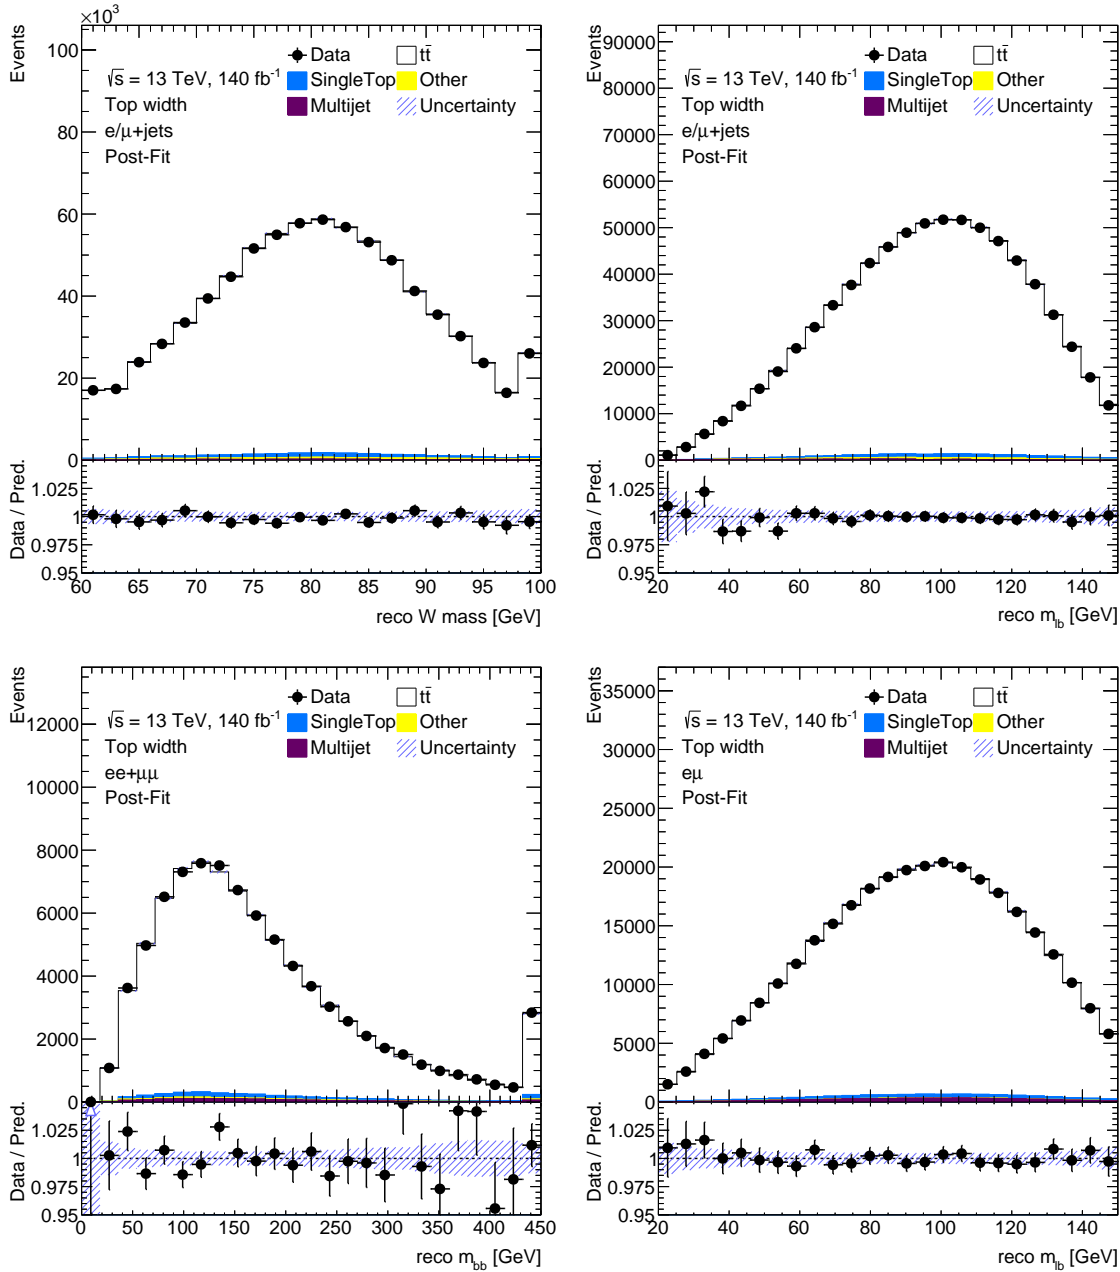 ×10³
Events
100
80
60
40
20
0
Data
tt̄
√s = 13 TeV, 140 fb⁻¹
SingleTop
Other
Top width
Multijet
Uncertainty
e/μ+jets
Post-Fit
Data / Pred.
1.025
1
0.975
0.95
60 65 70 75 80 85 90 95 100
reco W mass [GeV]
Events
90000
80000
70000
60000
50000
40000
30000
20000
10000
0
Data
tt̄
√s = 13 TeV, 140 fb⁻¹
SingleTop
Other
Top width
Multijet
Uncertainty
e/μ+jets
Post-Fit
Data / Pred.
1.025
1
0.975
0.95
20 40 60 80 100 120 140
reco m_lb [GeV]
Events
12000
10000
8000
6000
4000
2000
0
Data
tt̄
√s = 13 TeV, 140 fb⁻¹
SingleTop
Other
Top width
Multijet
Uncertainty
ee+μμ
Post-Fit
Data / Pred.
1.025
1
0.975
0.95
0 50 100 150 200 250 300 350 400 450
reco m_bb [GeV]
Events
35000
30000
25000
20000
15000
10000
5000
0
Data
tt̄
√s = 13 TeV, 140 fb⁻¹
SingleTop
Other
Top width
Multijet
Uncertainty
eμ
Post-Fit
Data / Pred.
1.025
1
0.975
0.95
20 40 60 80 100 120 140
reco m_lb [GeV]